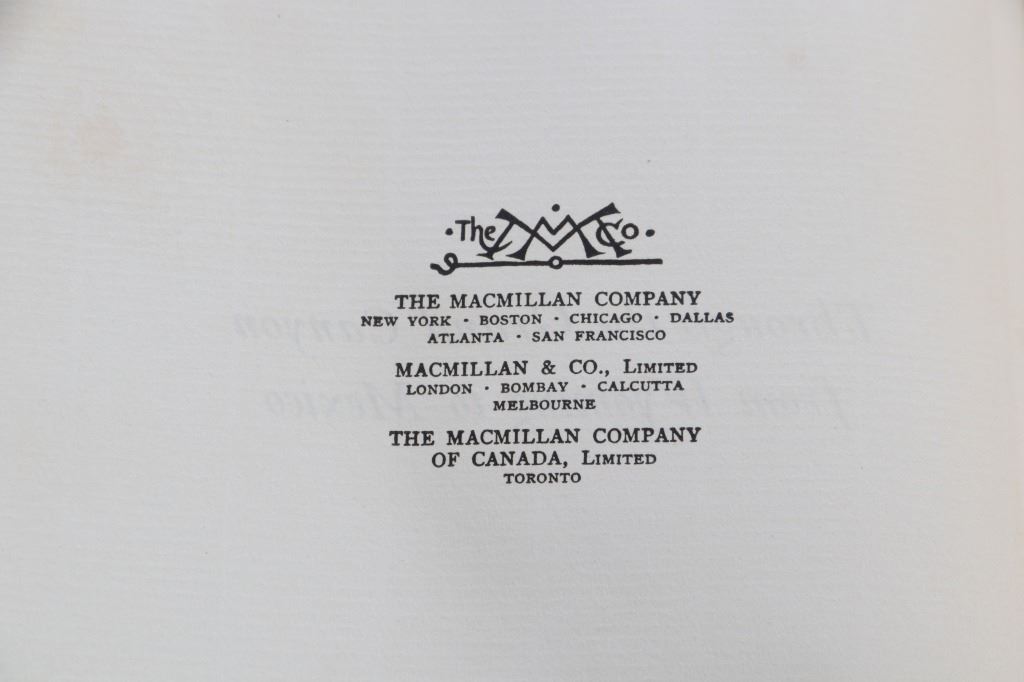 ·The M Co·
THE MACMILLAN COMPANY
NEW YORK · BOSTON · CHICAGO · DALLAS
ATLANTA · SAN FRANCISCO
MACMILLAN & CO., LIMITED
LONDON · BOMBAY · CALCUTTA
MELBOURNE
THE MACMILLAN COMPANY
OF CANADA, LIMITED
TORONTO